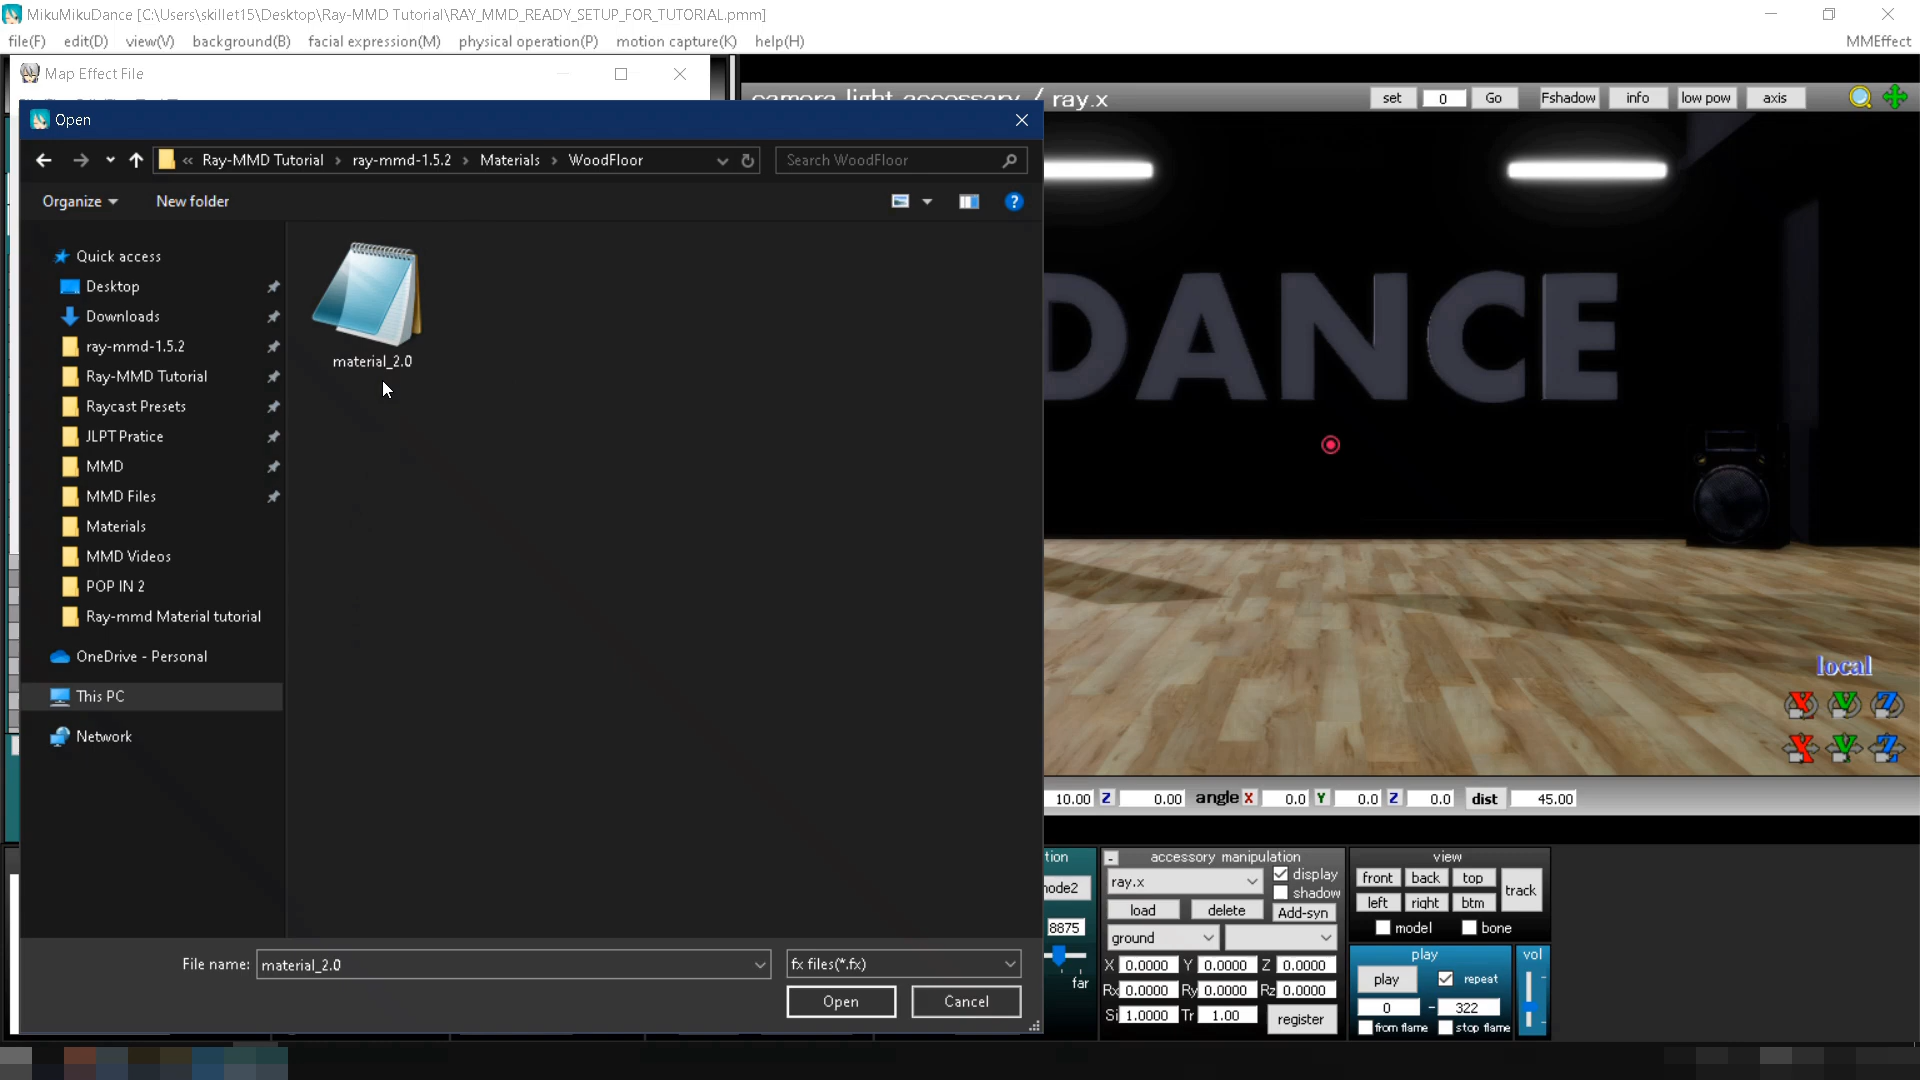 MikuMikuDance [C:\Users\skillet15\Desktop\Ray-MMD Tutorial\RAY_MMD_READY_SETUP_FOR_TUTORIAL.pmm]
file(F) edit(D) view(V) background(B) facial expression(M) physical operation(P) motion capture(K) help(H) MMEffect
Map Effect File
camera light accessary / ray.x set 0 Go Fshadow info low pow axis
Open
« Ray-MMD Tutorial › ray-mmd-1.5.2 › Materials › WoodFloor Search WoodFloor
Organize New folder
Quick access
Desktop
Downloads
ray-mmd-1.5.2
Ray-MMD Tutorial
Raycast Presets
JLPT Pratice
MMD
MMD Files
Materials
MMD Videos
POP IN 2
Ray-mmd Material tutorial
OneDrive - Personal
This PC
Network
material_2.0
DANCE
local
X Y Z
X Y Z
10.00 Z 0.00 angle X 0.0 Y 0.0 Z 0.0 dist 45.00
File name: material_2.0 fx files(*.fx)
Open Cancel
8875
far
- accessory manipulation
ray.x display
shadow
load delete Add-syn
ground
X 0.0000 Y 0.0000 Z 0.0000
Rx 0.0000 Ry 0.0000 Rz 0.0000
Si 1.0000 Tr 1.00 register
view
front back top track
left right btm
model bone
play
play repeat
0 - 322
from flame stop flame
vol